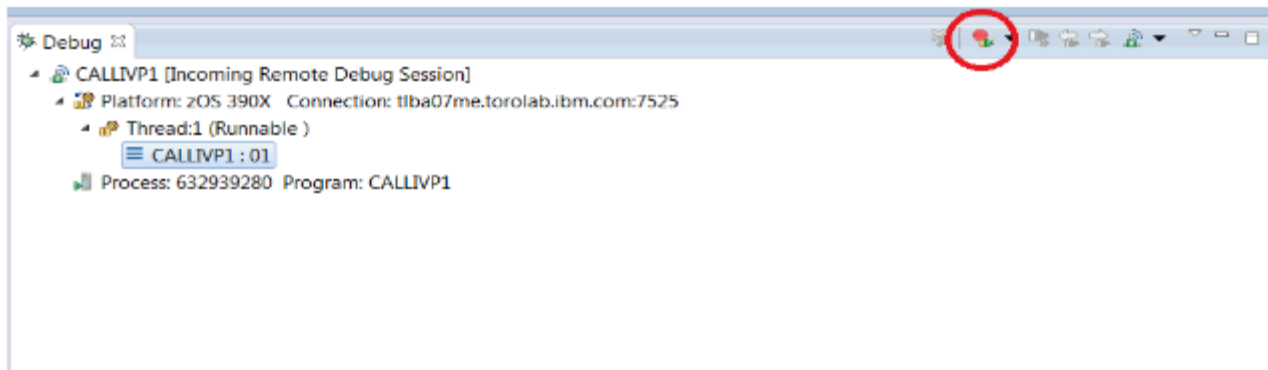 Debug
CALLIVP1 [Incoming Remote Debug Session]
Platform: zOS 390X Connection: tlba07me.torolab.ibm.com:7525
Thread:1 (Runnable )
CALLIVP1 : 01
Process: 632939280 Program: CALLIVP1